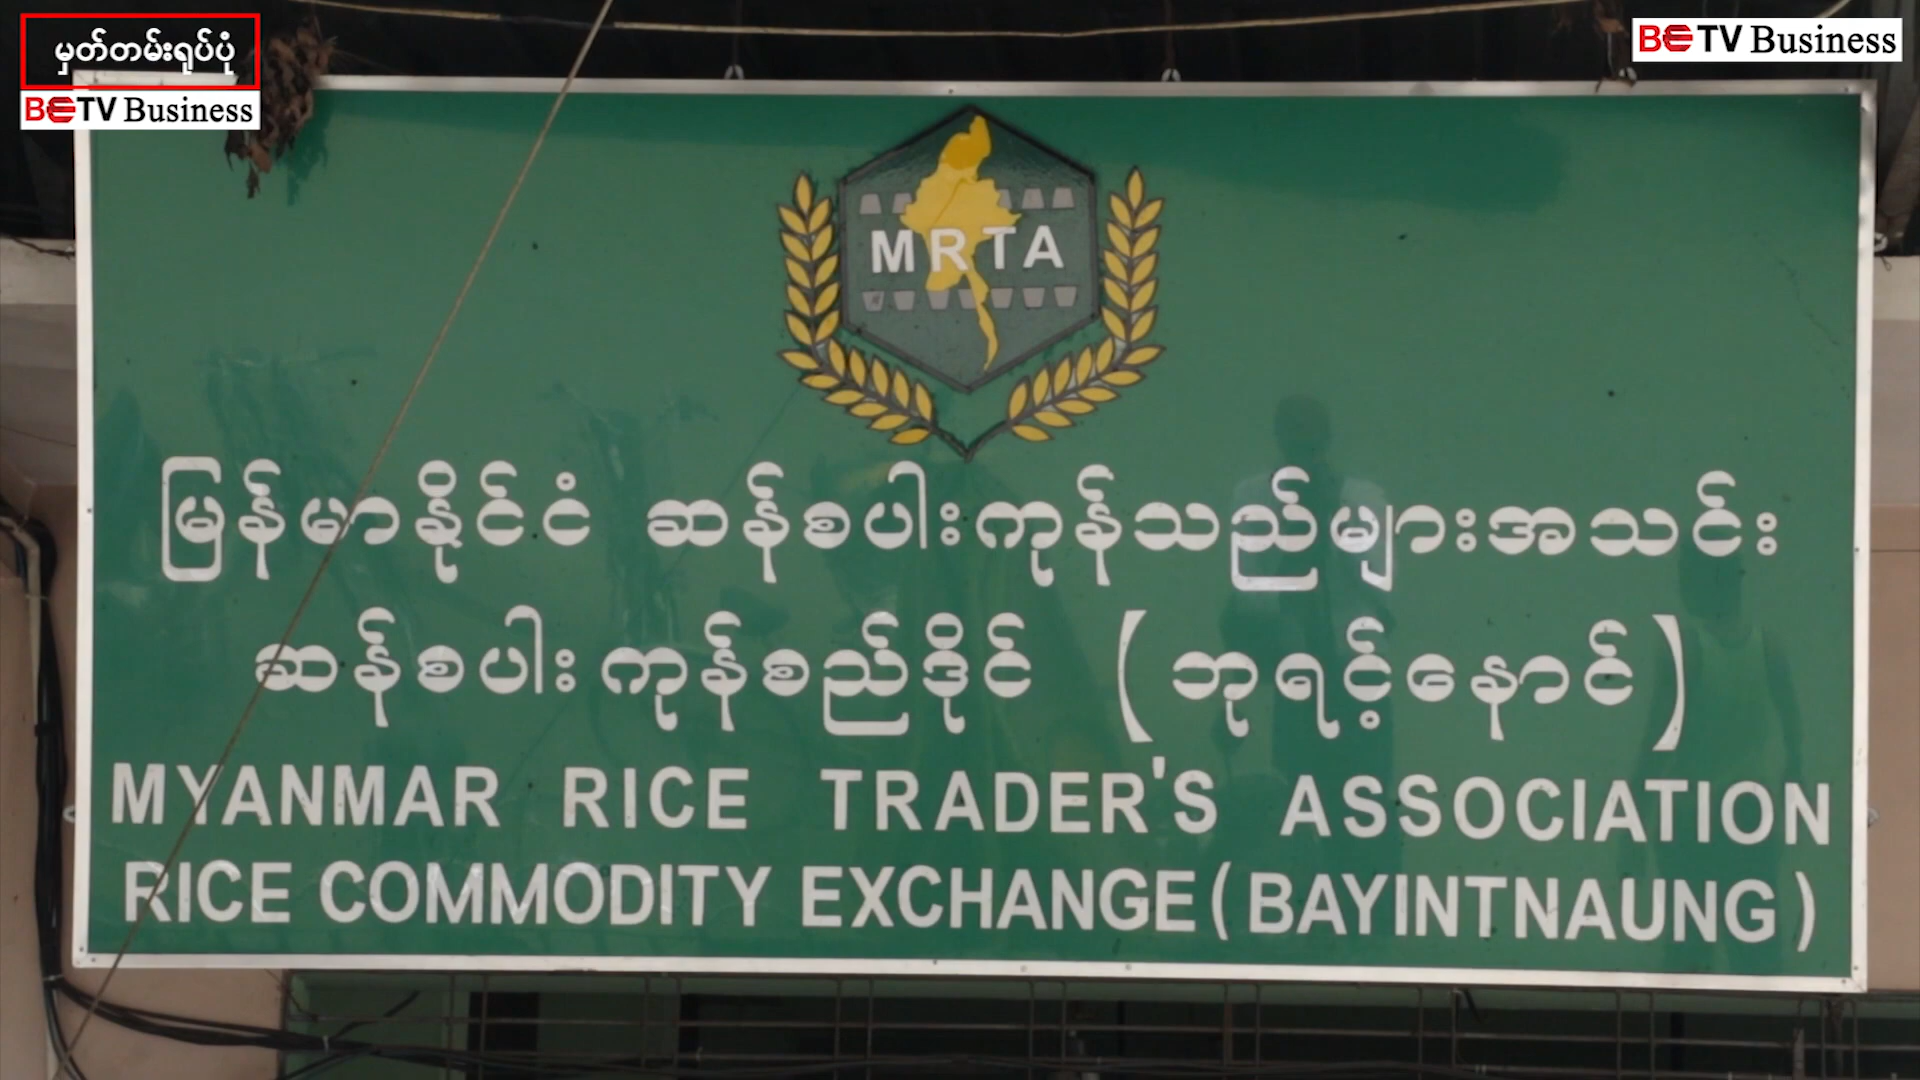 မှတ်တမ်းရုပ်ပုံ
BETV Business
BETV Business
MRTA
မြန်မာနိုင်ငံ ဆန်စပါးကုန်သည်များအသင်း
ဆန်စပါး ကုန်စည်ဒိုင် ( ဘုရင့်နောင် )
MYANMAR RICE TRADER'S ASSOCIATION
RICE COMMODITY EXCHANGE ( BAYINTNAUNG )